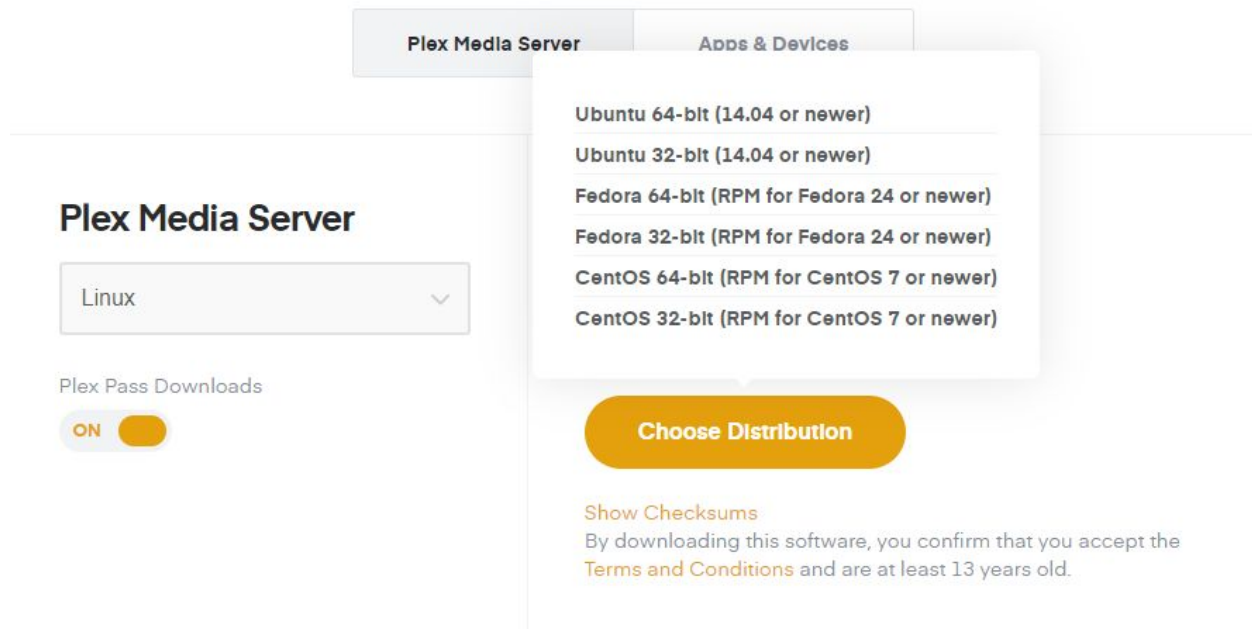 Plex Media Server
Apps & Devices
Ubuntu 64-bit (14.04 or newer)
Ubuntu 32-bit (14.04 or newer)
Fedora 64-bit (RPM for Fedora 24 or newer)
Fedora 32-bit (RPM for Fedora 24 or newer)
CentOS 64-bit (RPM for CentOS 7 or newer)
CentOS 32-bit (RPM for CentOS 7 or newer)
Plex Media Server
Linux
Plex Pass Downloads
ON
Choose Distribution
Show Checksums
By downloading this software, you confirm that you accept the
Terms and Conditions and are at least 13 years old.